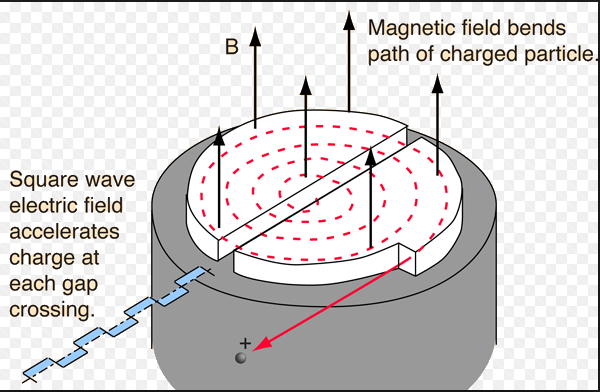 Magnetic field bends
path of charged particle.
B
Square wave
electric field
accelerates
charge at
each gap
crossing.
+